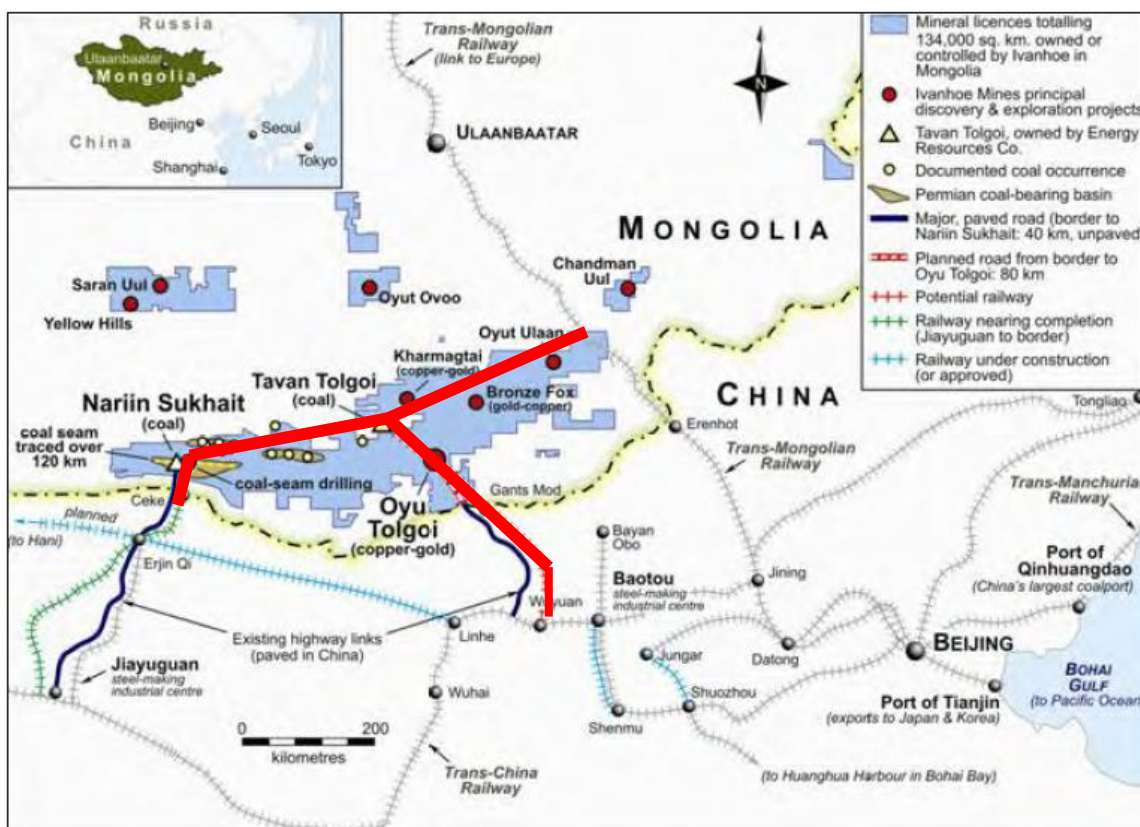 Russia
Ulaanbaatar
Mongolia
China
Beijing
Seoul
Shanghai
Tokyo
Trans-Mongolian
Railway
(link to Europe)
N
ULAANBAATAR
Mineral licences totalling
134,000 sq. km. owned or
controlled by Ivanhoe in
Mongolia
Ivanhoe Mines principal
discovery & exploration projects
Tavan Tolgoi, owned by Energy
Resources Co.
Documented coal occurrence
Permian coal-bearing basin
Major, paved road (border to
Nariin Sukhait: 40 km, unpaved
Planned road from border to
Oyu Tolgoi: 80 km
Potential railway
Railway nearing completion
(Jiayuguan to border)
Railway under construction
(or approved)
MONGOLIA
Saran Uul
Yellow Hills
Oyut Ovoo
Chandman
Uul
Oyut Ulaan
Kharmagtai
(copper-gold)
Tavan Tolgoi
(coal)
Bronze Fox
(gold-copper)
Nariin Sukhait
(coal)
coal seam
traced over
120 km
coal-seam drilling
Ceke
Oyu
Tolgoi
(copper-gold)
Gants Mod
CHINA
Erenhot
Tongliao
Trans-Mongolian
Railway
Trans-Manchurian
Railway
planned
(to Hani)
Erjin Qi
Bayan
Obo
Baotou
steel-making
industrial centre
Jining
Port of
Qinhuangdao
(China's largest coalport)
Existing highway links
(paved in China)
Linhe
Jiayuguan
steel-making
industrial centre
Wuhai
Jungar
Datong
BEIJING
Shuozhou
Shenmu
Port of Tianjin
(exports to Japan & Korea)
BOHAI
GULF
(to Pacific Ocean)
0 200
kilometres
Trans-China
Railway
(to Huanghua Harbour in Bohai Bay)